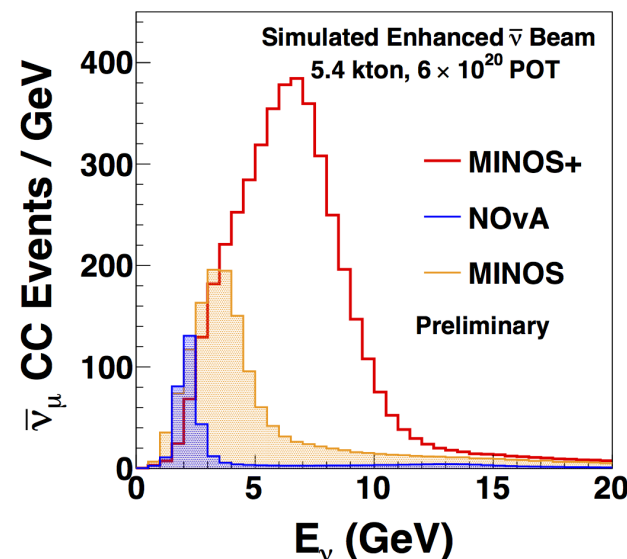 Simulated Enhanced ν̄ Beam
5.4 kton, 6 × 10²⁰ POT
MINOS+
NOvA
MINOS
Preliminary
ν̄μ CC Events / GeV
400
300
200
100
0
0 5 10 15 20
Eν (GeV)